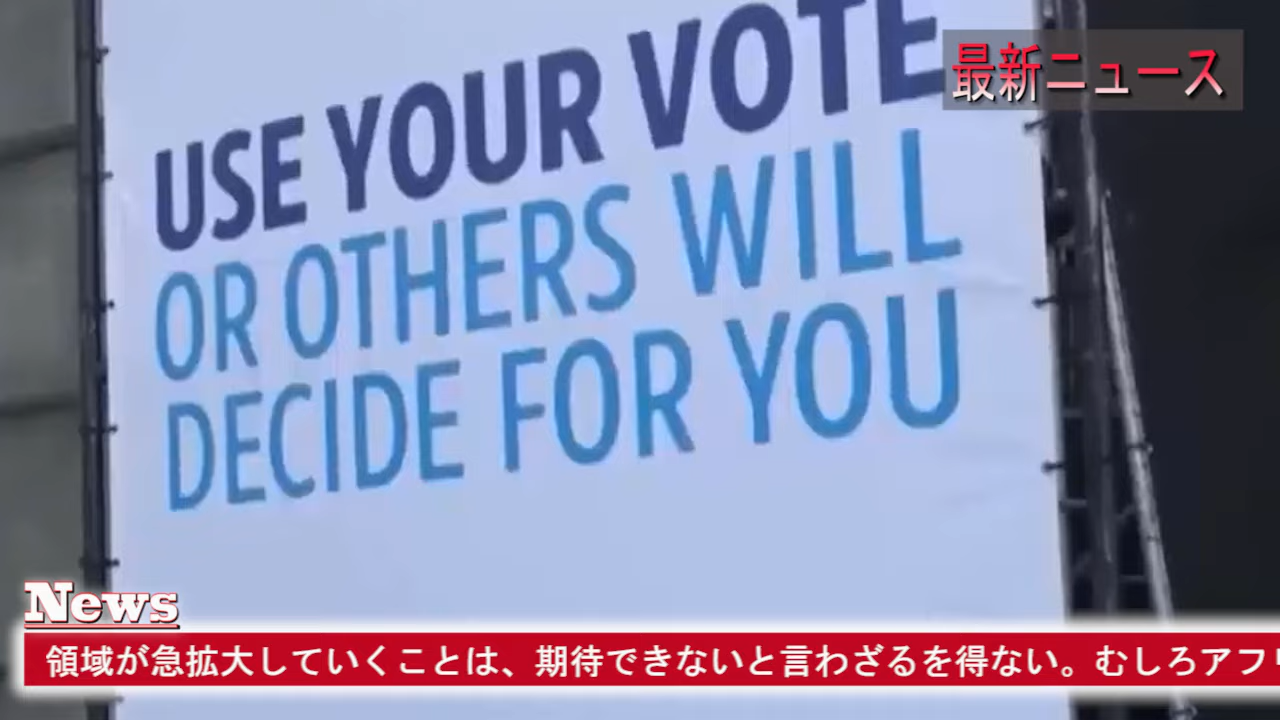 最新ニュース
USE YOUR VOTE
OR OTHERS WILL
DECIDE FOR YOU
News
領域が急拡大していくことは、期待できないと言わざるを得ない。むしろアフ